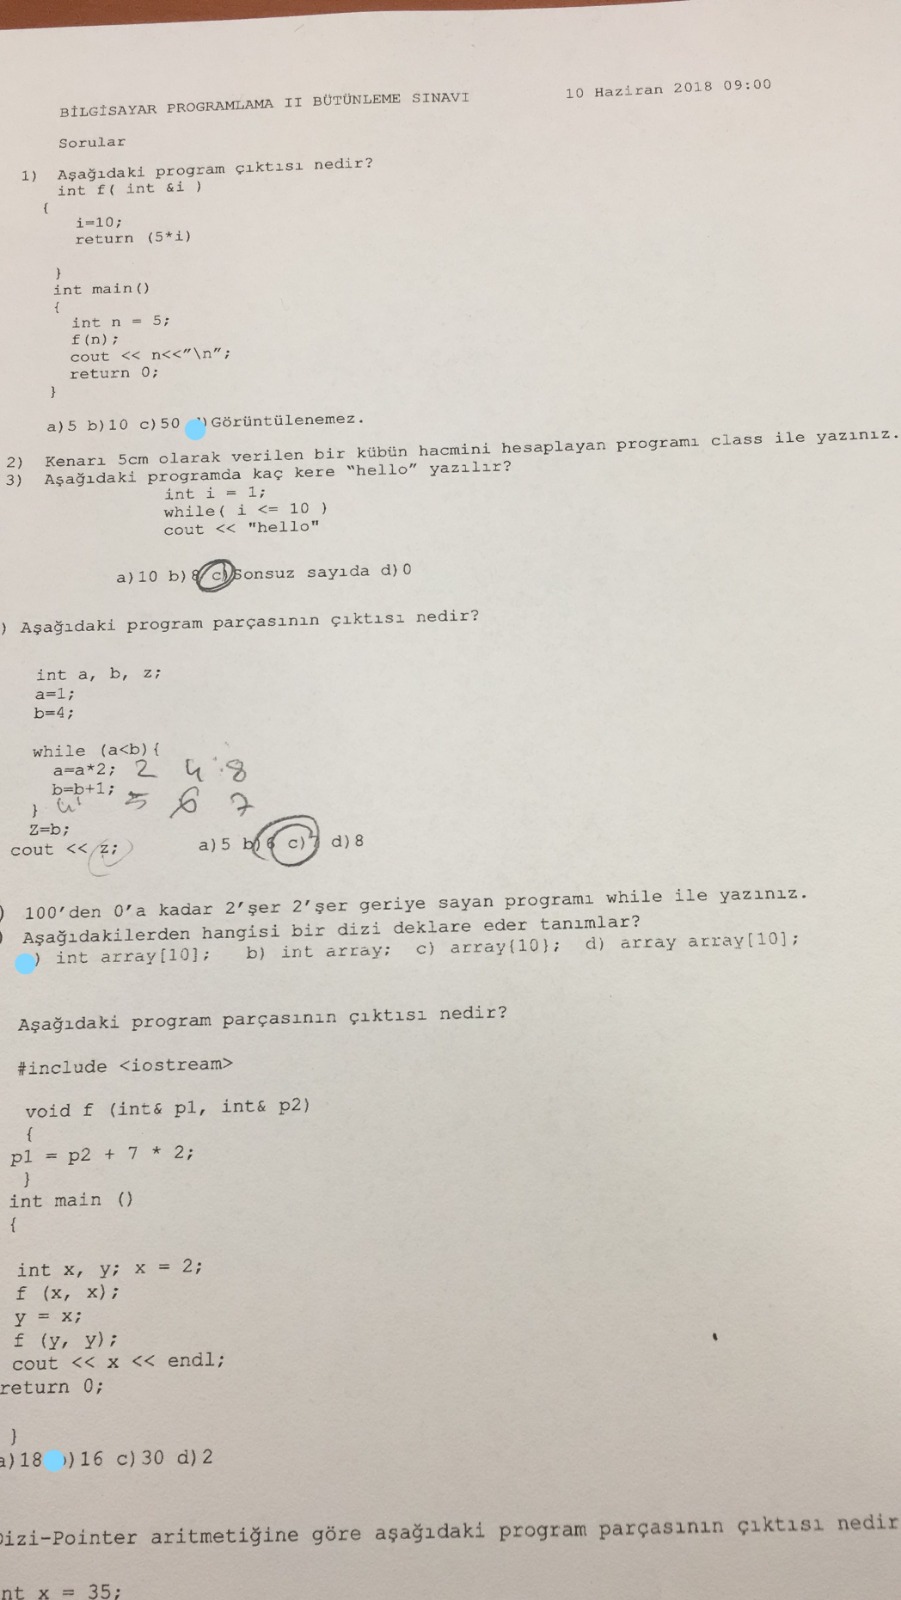 BİLGİSAYAR PROGRAMLAMA II BÜTÜNLEME SINAVI 10 Haziran 2018 09:00
Sorular
1) Aşağıdaki program çıktısı nedir?
int f( int &i )
{
i=10;
return (5*i)
}
int main()
{
int n = 5;
f(n);
cout << n<<"\n";
return 0;
}
a)5 b)10 c)50 )Görüntülenemez.
2) Kenarı 5cm olarak verilen bir kübün hacmini hesaplayan programı class ile yazınız.
3) Aşağıdaki programda kaç kere "hello" yazılır?
int i = 1;
while( i <= 10 )
cout << "hello"
a)10 b)8 c)Sonsuz sayıda d)0
) Aşağıdaki program parçasının çıktısı nedir?
int a, b, z;
a=1;
b=4;
while (a<b){
a=a*2; 2 4 8
b=b+1;
} 5 6 7
Z=b;
cout << z; a)5 b)6 c)7 d)8
) 100'den 0'a kadar 2'şer 2'şer geriye sayan programı while ile yazınız.
) Aşağıdakilerden hangisi bir dizi deklare eder tanımlar?
) int array[10]; b) int array; c) array{10}; d) array array[10];
Aşağıdaki program parçasının çıktısı nedir?
#include <iostream>
void f (int& p1, int& p2)
{
p1 = p2 + 7 * 2;
}
int main ()
{
int x, y; x = 2;
f (x, x);
y = x;
f (y, y);
cout << x << endl;
return 0;
}
a)18 )16 c)30 d)2
Dizi-Pointer aritmetiğine göre aşağıdaki program parçasının çıktısı nedir
int x = 35;